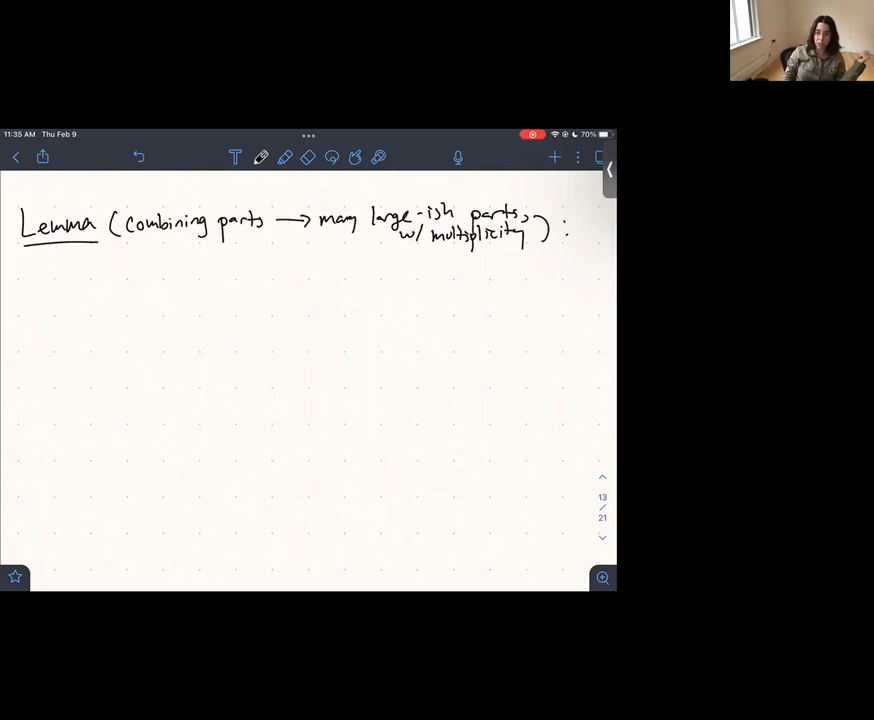 11:35 AM Thu Feb 9
70%
Lemma (combining parts → many large-ish parts,
w/ multiplicity) :
13
/
21